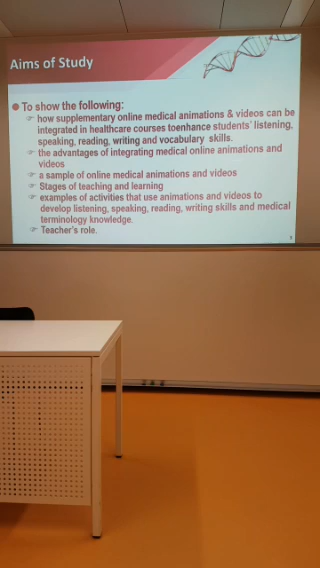 Aims of Study
To show the following:
how supplementary online medical animations & videos can be
integrated in healthcare courses toenhance students' listening,
speaking, reading, writing and vocabulary skills.
the advantages of integrating medical online animations and
videos
a sample of online medical animations and videos
Stages of teaching and learning
examples of activities that use animations and videos to
develop listening, speaking, reading, writing skills and medical
terminology knowledge.
Teacher's role.